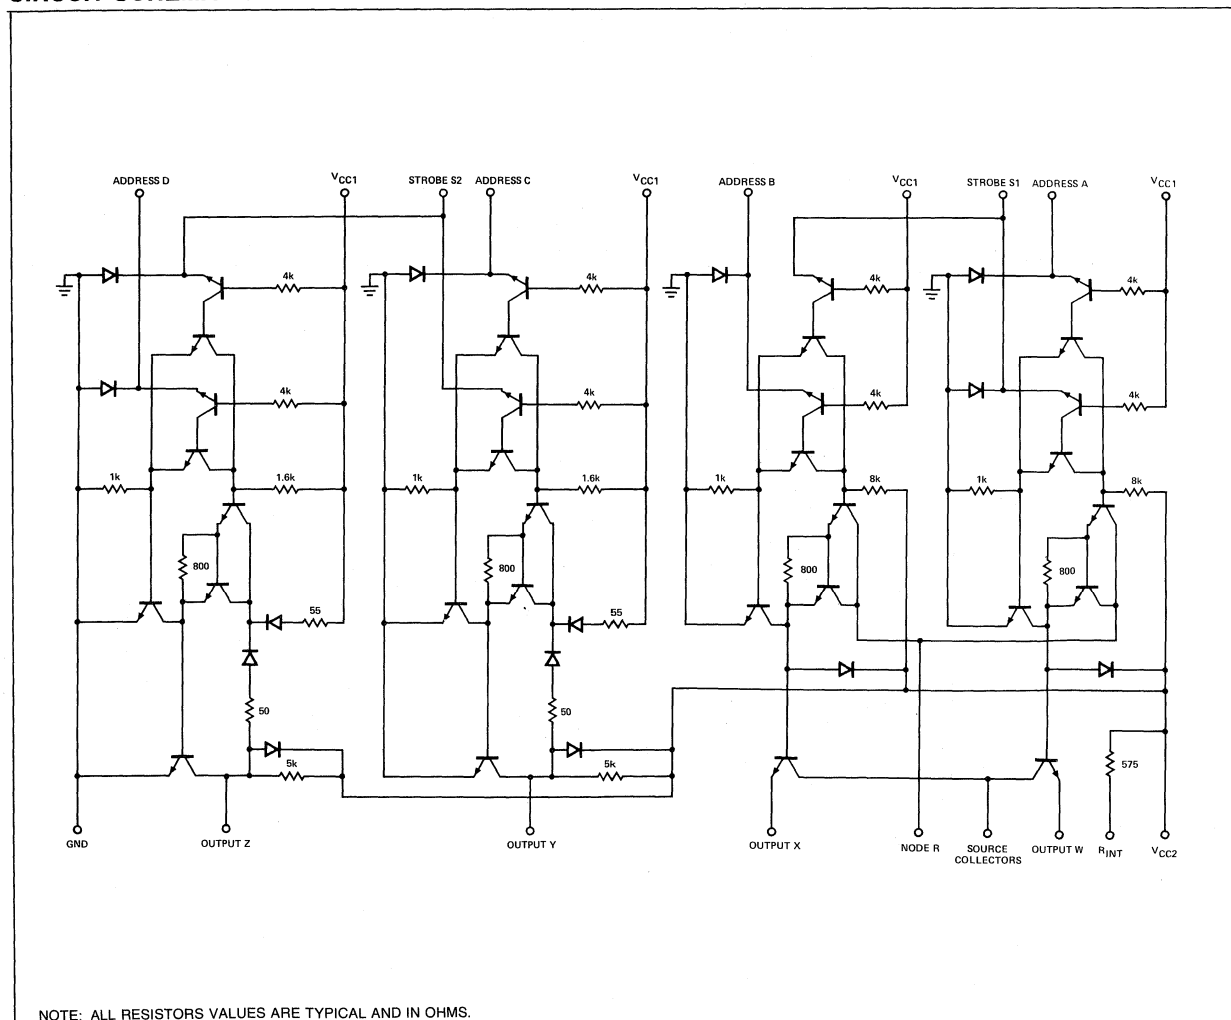 ADDRESS D VCC1 STROBE S2 ADDRESS C VCC1 ADDRESS B VCC1 STROBE S1 ADDRESS A VCC1
4k 4k 4k 4k
4k 4k 4k 4k
1k 1.6k 1k 1.6k 1k 8k 1k 8k
800 800 800 800
55 55
50 50
5k 5k 575
GND OUTPUT Z OUTPUT Y OUTPUT X NODE R SOURCE COLLECTORS OUTPUT W RINT VCC2
NOTE: ALL RESISTORS VALUES ARE TYPICAL AND IN OHMS.